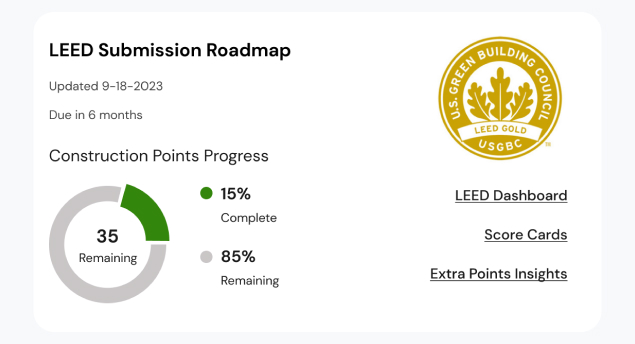 LEED Submission Roadmap
Updated 9-18-2023
Due in 6 months
Construction Points Progress
35
Remaining
15%
Complete
85%
Remaining
U.S. GREEN BUILDING COUNCIL
LEED GOLD
USGBC
LEED Dashboard
Score Cards
Extra Points Insights